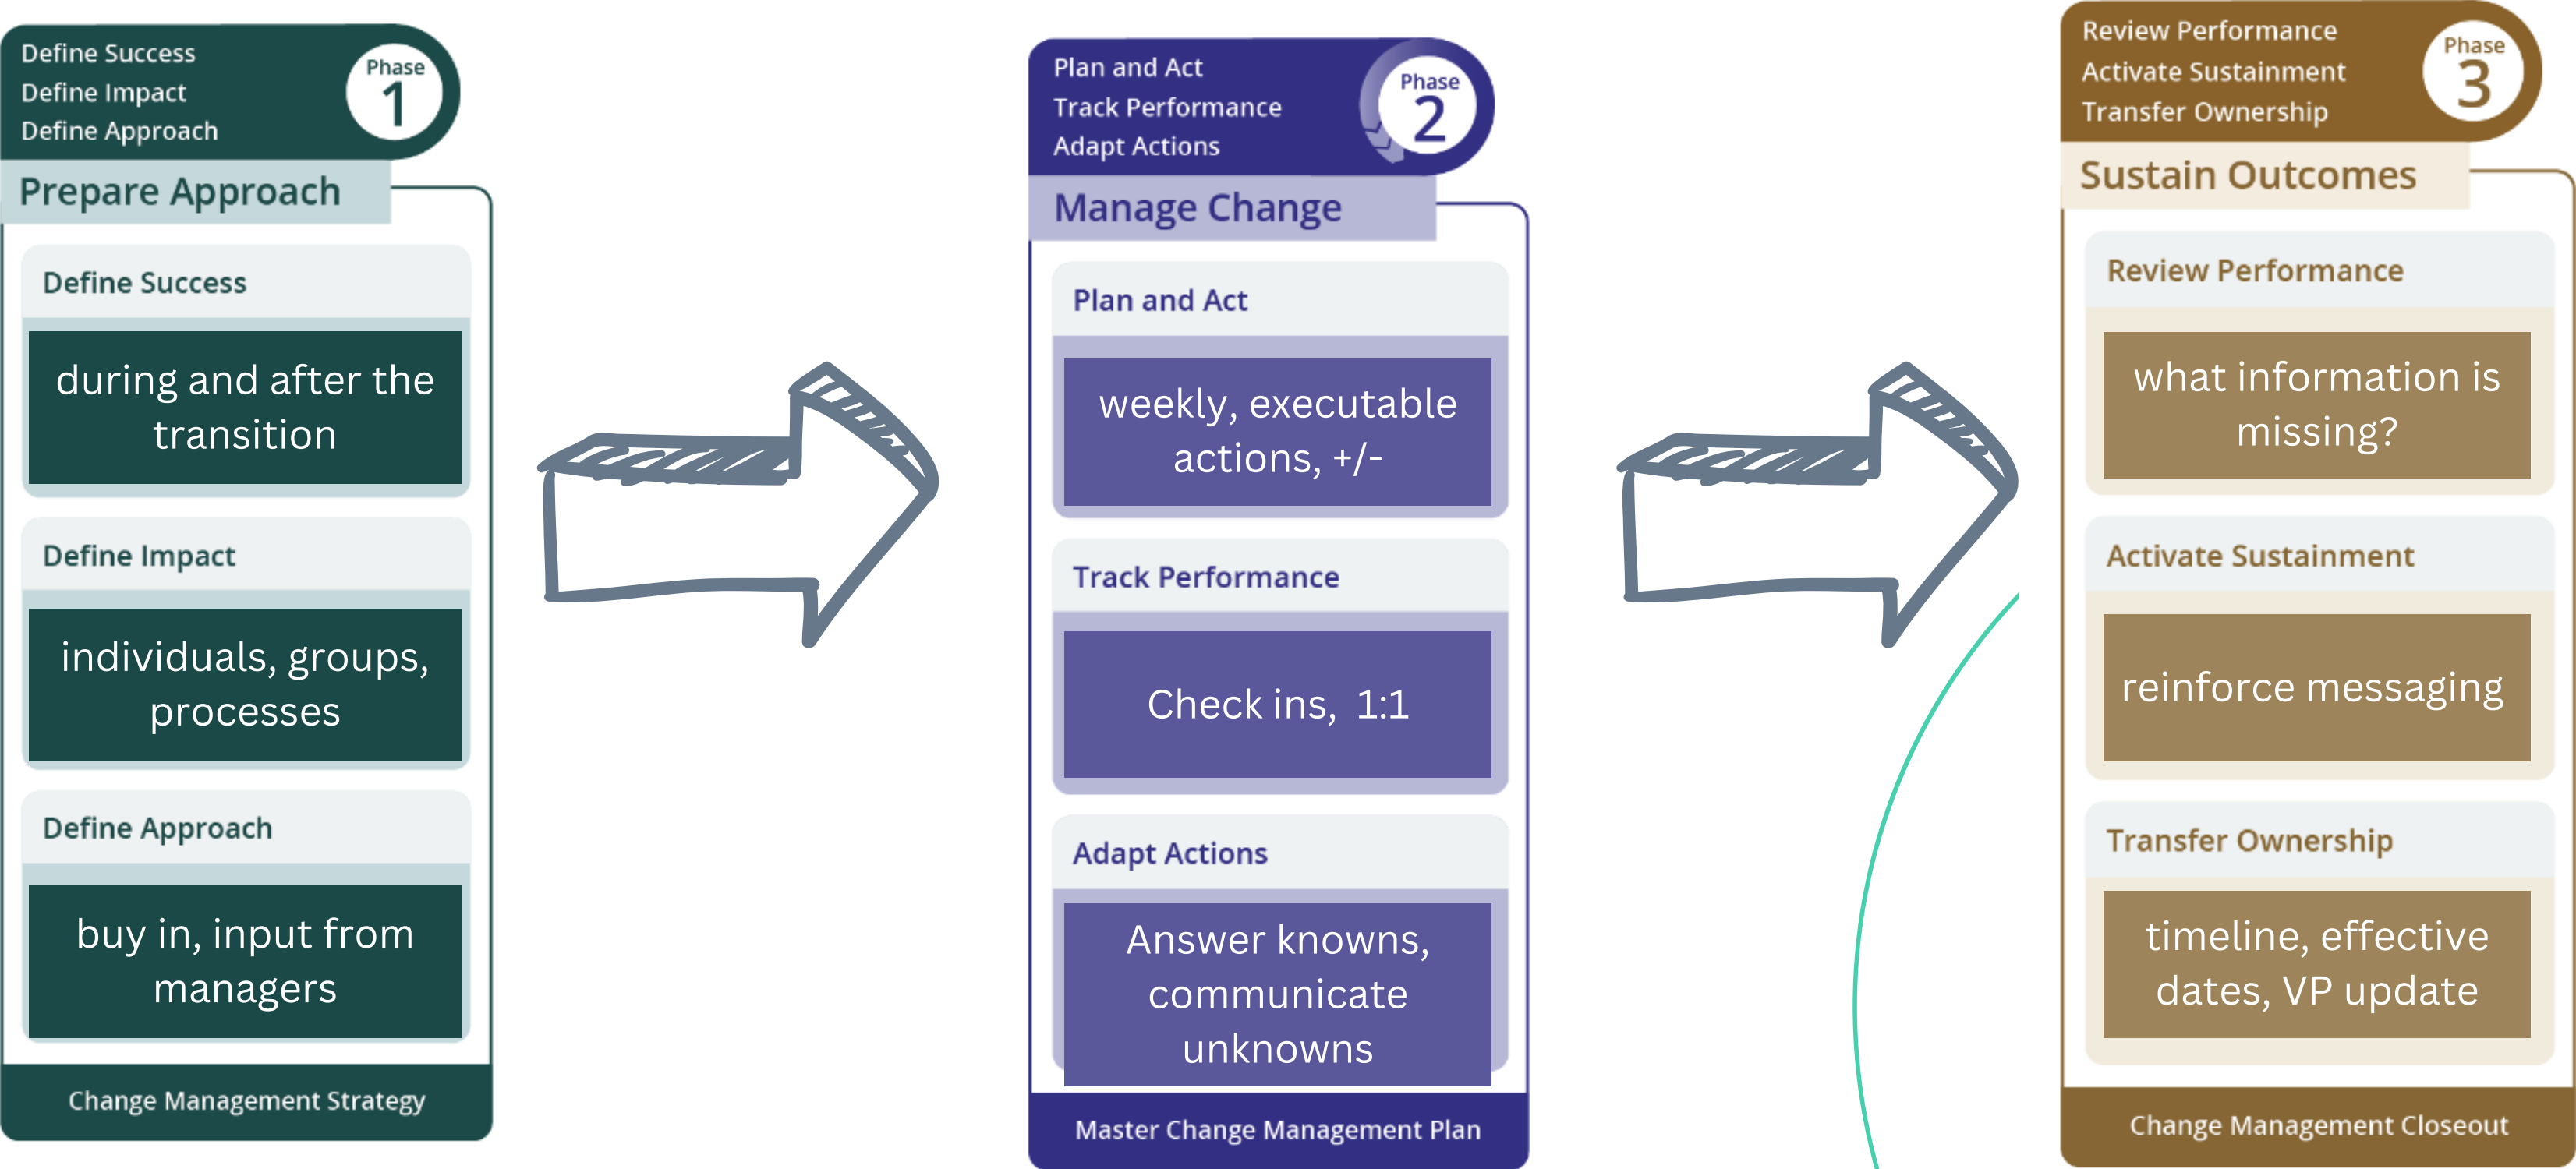 Define Success
Define Impact
Define Approach
Phase
1
Prepare Approach
Define Success
during and after the
transition
Define Impact
individuals, groups,
processes
Define Approach
buy in, input from
managers
Change Management Strategy
Plan and Act
Track Performance
Adapt Actions
Phase
2
Manage Change
Plan and Act
weekly, executable
actions, +/-
Track Performance
Check ins,  1:1
Adapt Actions
Answer knowns,
communicate
unknowns
Master Change Management Plan
Review Performance
Activate Sustainment
Transfer Ownership
Phase
3
Sustain Outcomes
Review Performance
what information is
missing?
Activate Sustainment
reinforce messaging
Transfer Ownership
timeline, effective
dates, VP update
Change Management Closeout